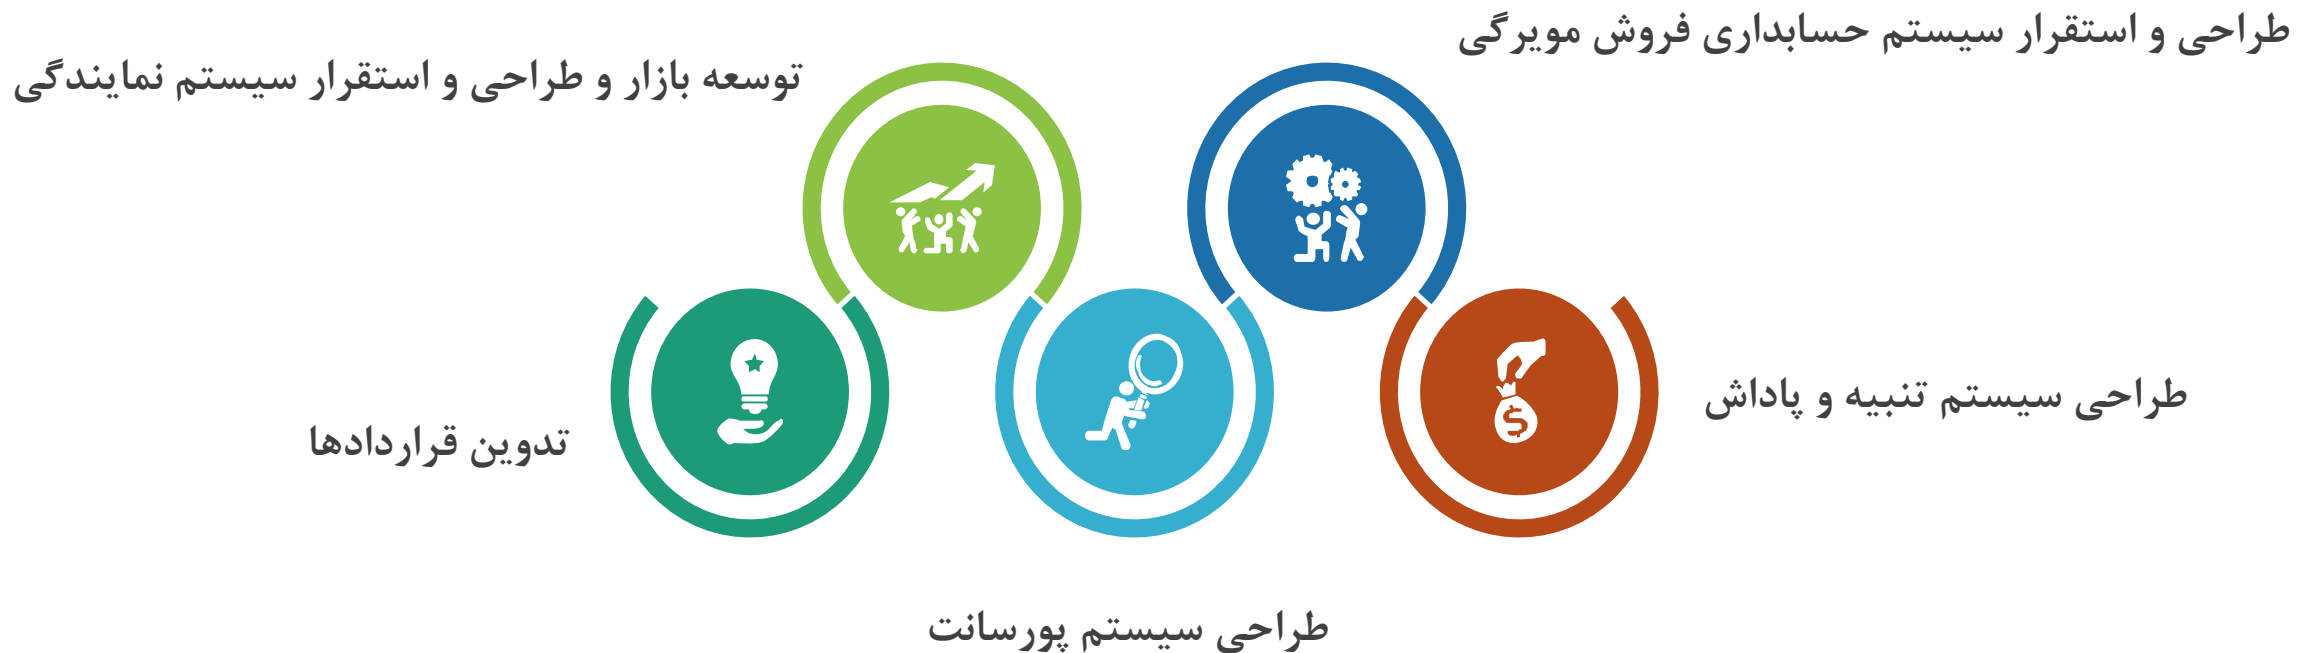 طراحی و استقرار سیستم حسابداری فروش مویرگی
توسعه بازار و طراحی و استقرار سیستم نمایندگی
طراحی سیستم تنبیه و پاداش
تدوین قراردادها
طراحی سیستم پورسانت